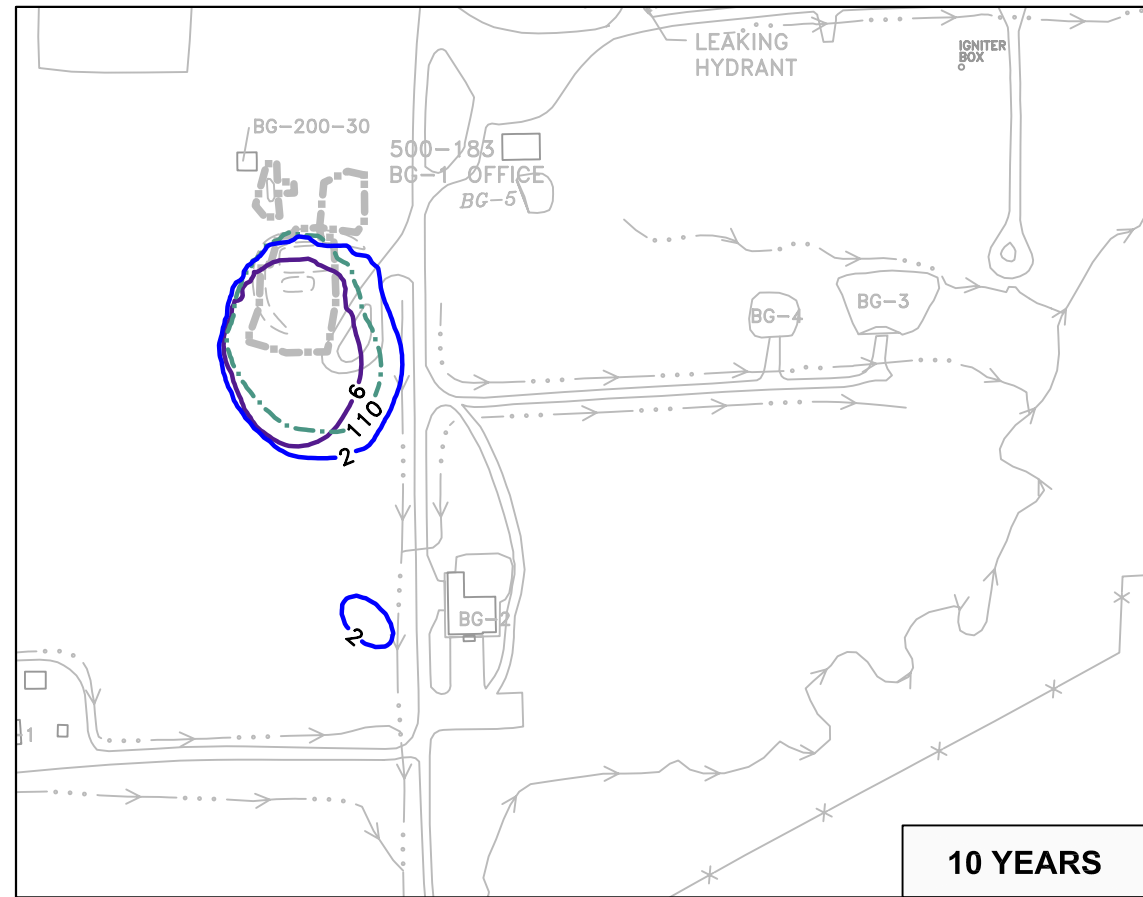 LEAKING
HYDRANT
IGNITER
BOX
BG-200-30
500-183
BG-1 OFFICE
BG-5
BG-3
BG-4
6
110
2
BG-2
2
1
10 YEARS